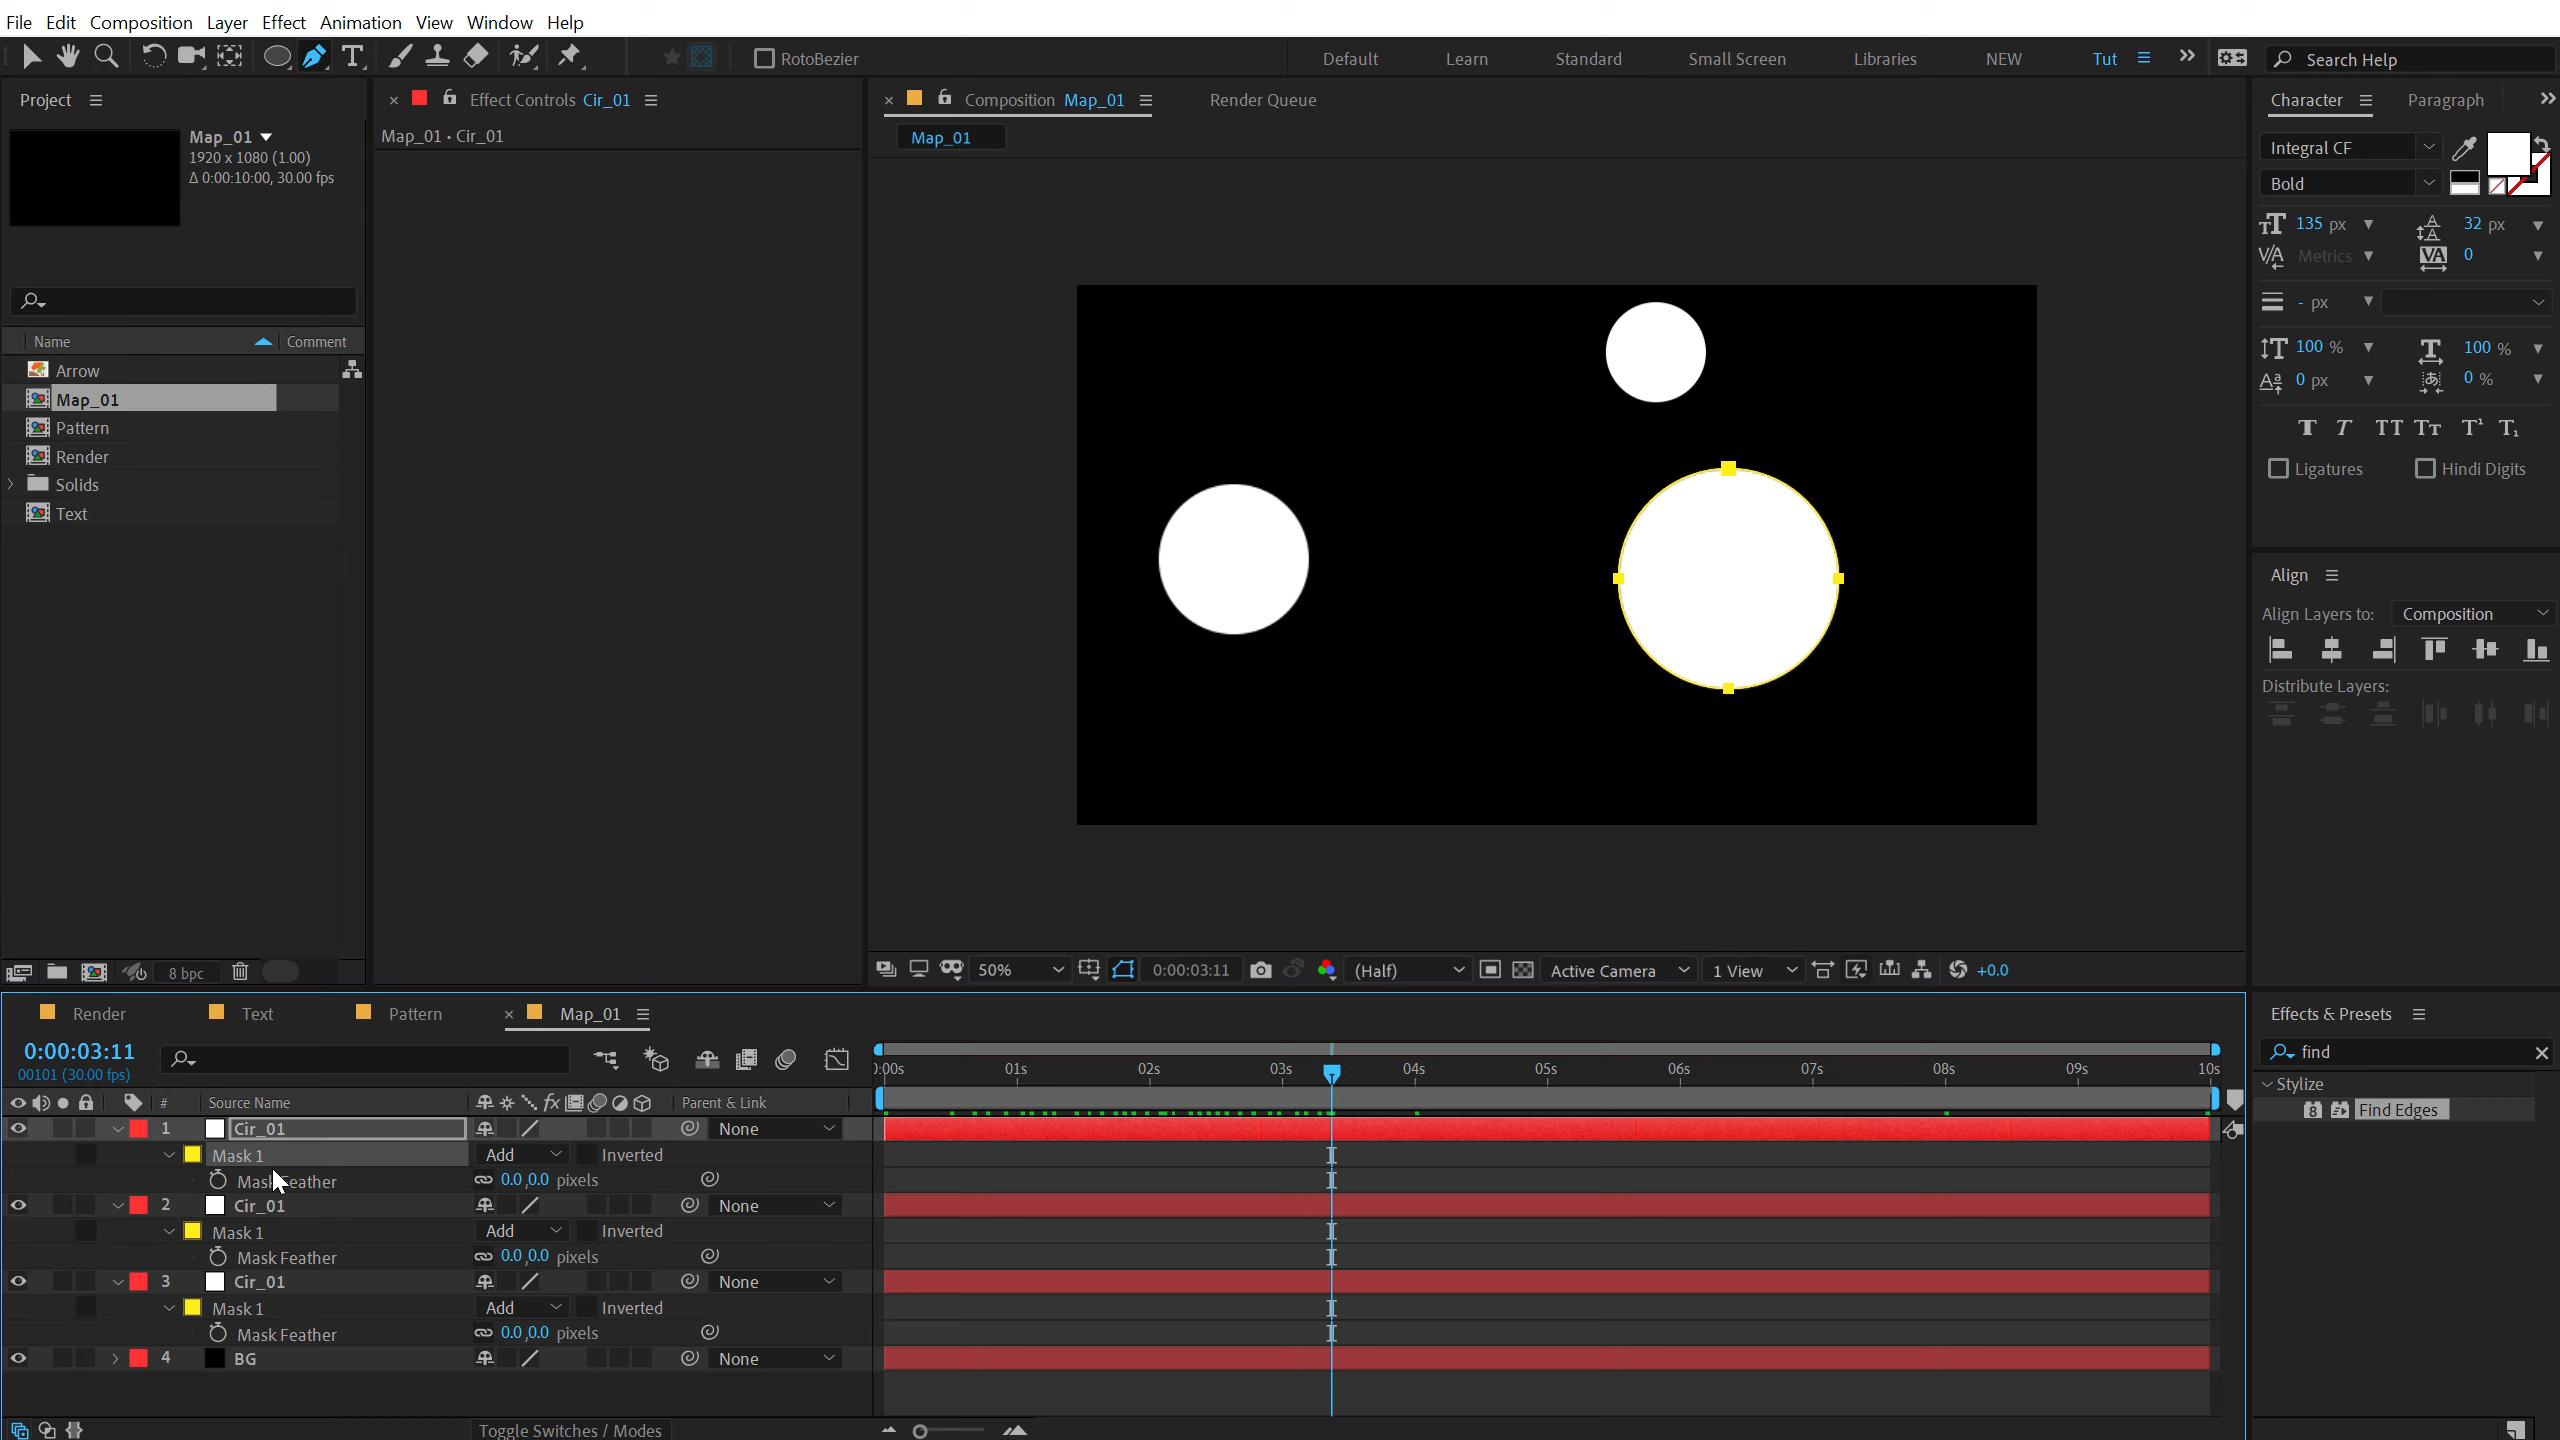 File Edit Composition Layer Effect Animation View Window Help
RotoBezier
Default Learn Standard Small Screen Libraries NEW Tut
Search Help
Project
Map_01
1920 x 1080 (1.00)
Δ 0:00:10:00, 30.00 fps
Name Comment
Arrow
Map_01
Pattern
Render
Solids
Text
8 bpc
Effect Controls Cir_01
Map_01 • Cir_01
Composition Map_01
Render Queue
Map_01
50%
0:00:03:11
(Half)
Active Camera
1 View
+0.0
Character Paragraph
Integral CF
Bold
135 px
32 px
Metrics
0
- px
100 %
100 %
0 px
0 %
Ligatures
Hindi Digits
Align
Align Layers to: Composition
Distribute Layers:
Effects & Presets
find
Stylize
Find Edges
Render Text Pattern Map_01
0:00:03:11
00101 (30.00 fps)
:00s 01s 02s 03s 04s 05s 06s 07s 08s 09s 10s
# Source Name Parent & Link
1 Cir_01 None
Mask 1 Add Inverted
Mask Feather 0.0,0.0 pixels
2 Cir_01 None
Mask 1 Add Inverted
Mask Feather 0.0,0.0 pixels
3 Cir_01 None
Mask 1 Add Inverted
Mask Feather 0.0,0.0 pixels
4 BG None
Toggle Switches / Modes